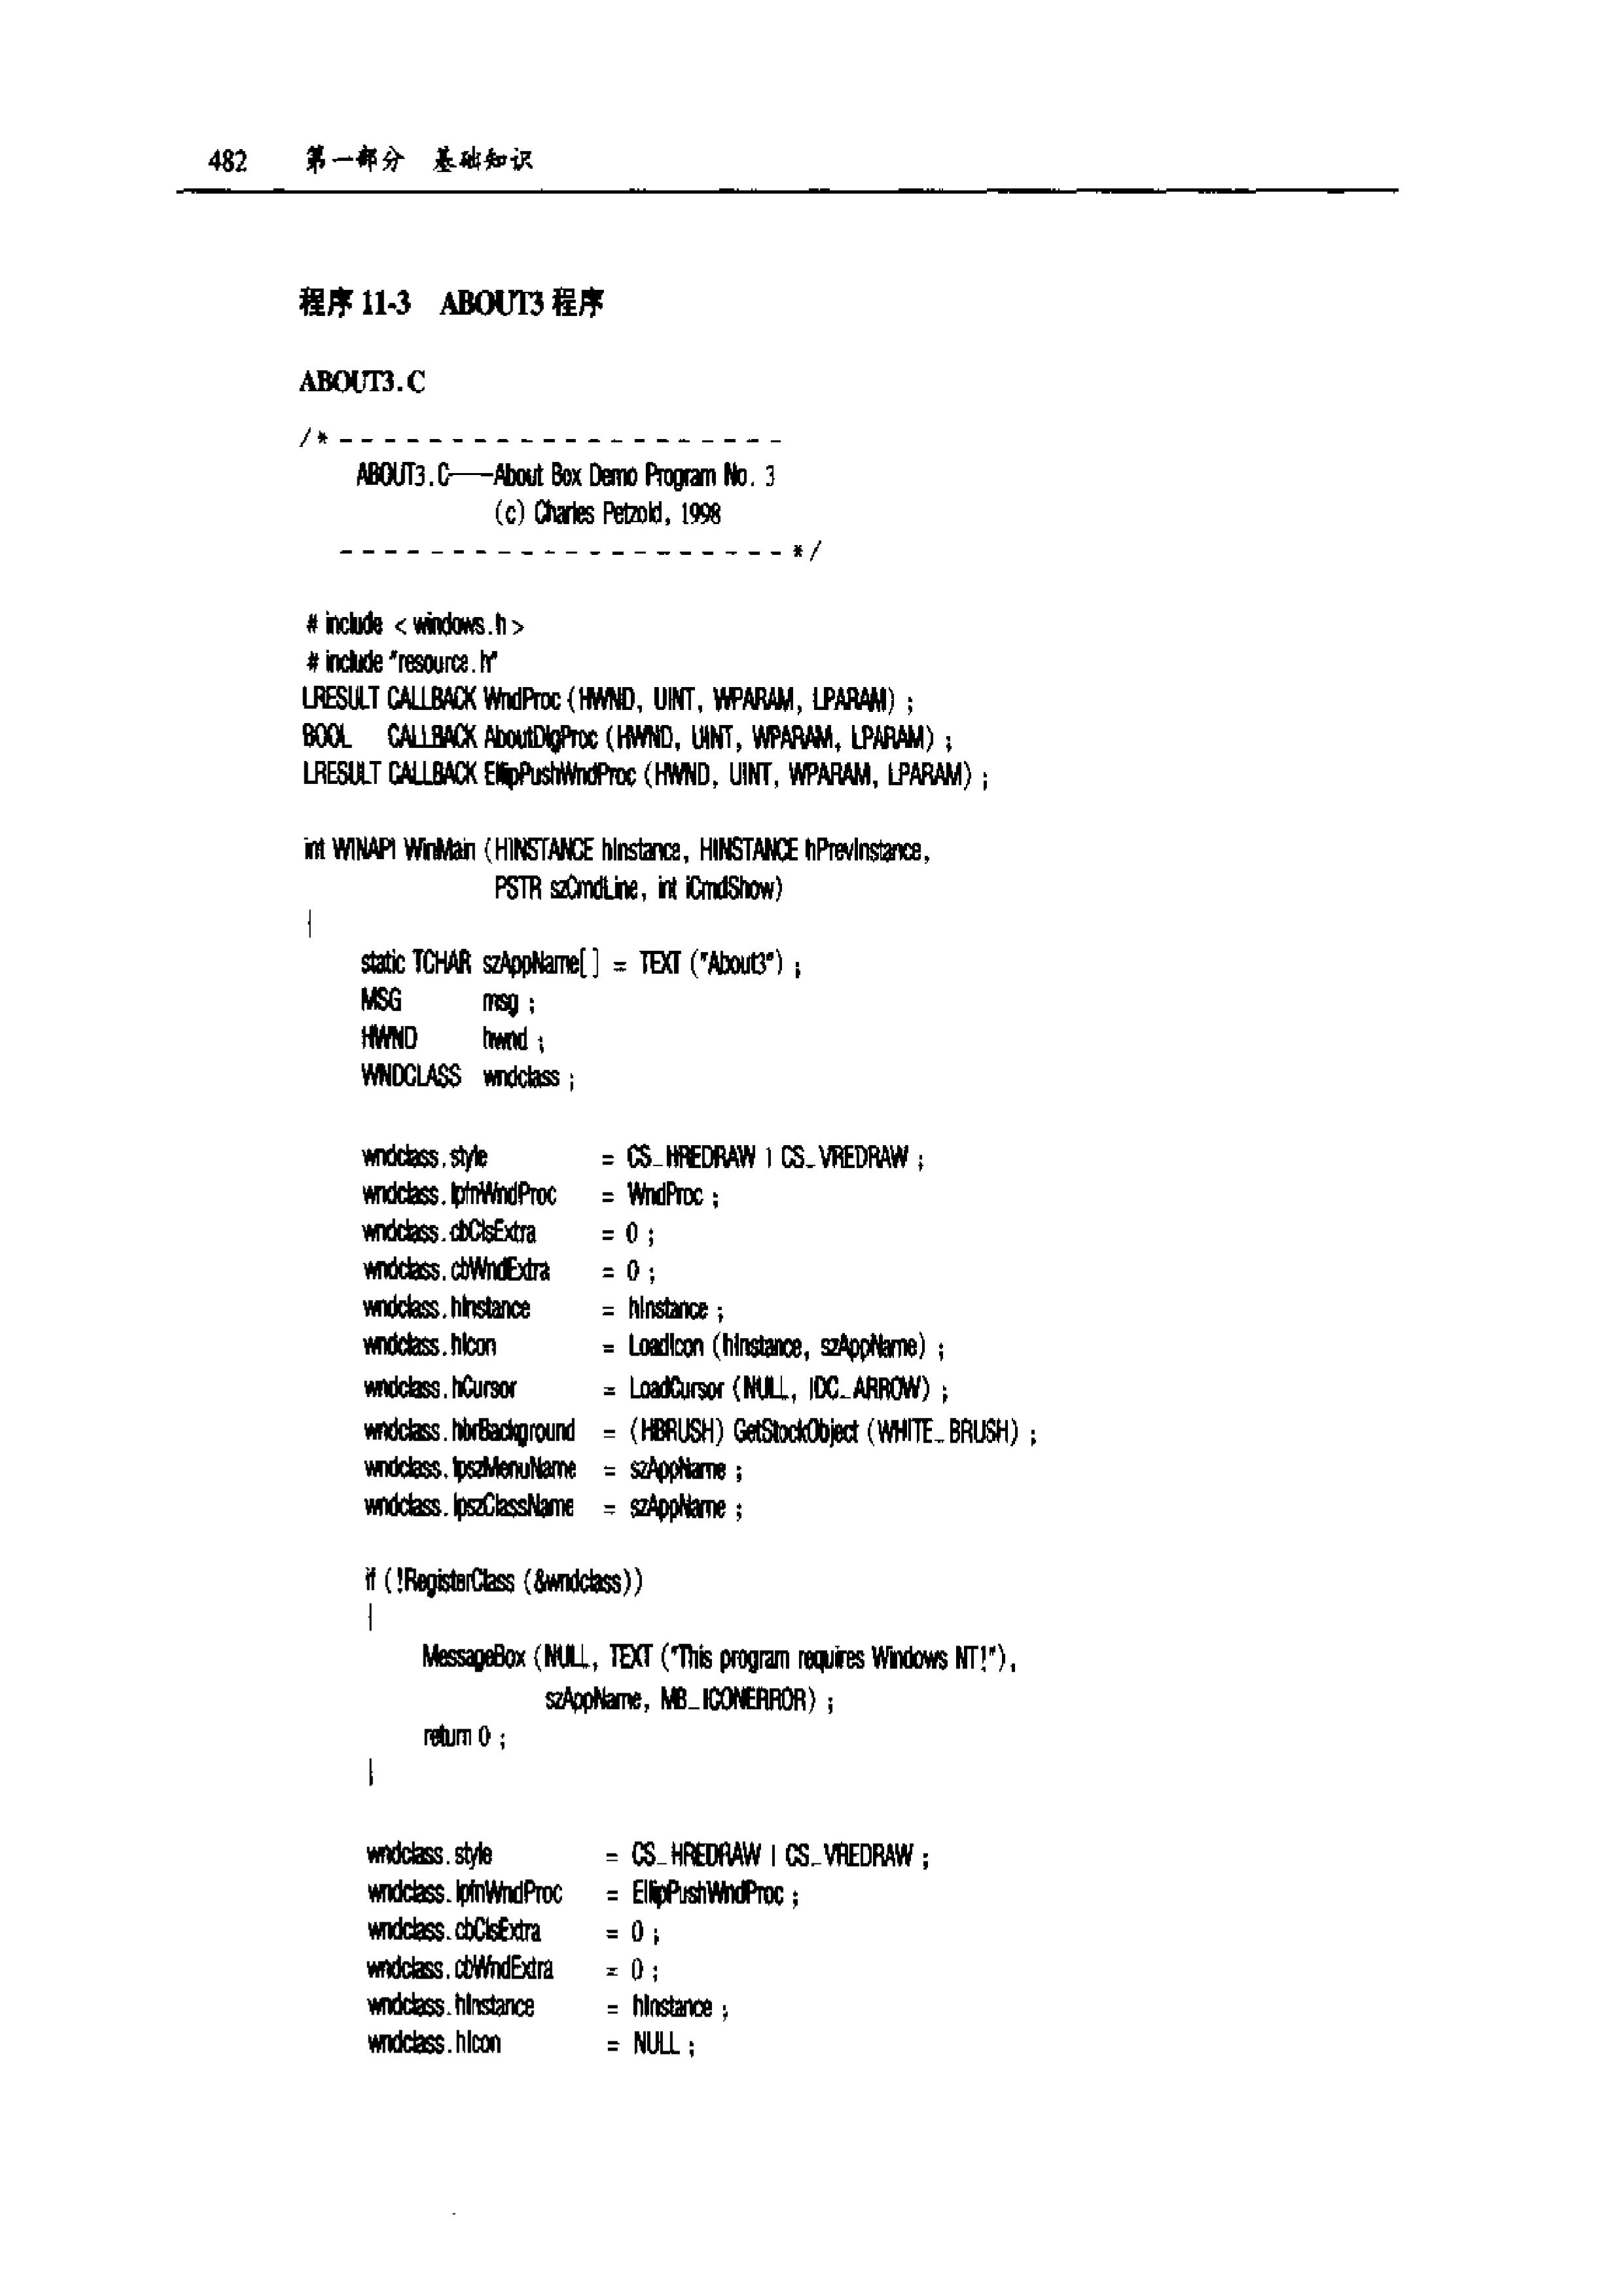 482 第一部分 基础知识
程序 11-3 ABOUT3 程序
ABOUT3.C
/* - - - - - - - - - - - - - - - - - - - -
ABOUT3.C——About Box Demo Program No. 3
(c) Charles Petzold, 1998
- - - - - - - - - - - - - - - - - - - - */
# include < windows.h >
# include "resource.h"
LRESULT CALLBACK WndProc (HWND, UINT, WPARAM, LPARAM) ;
BOOL CALLBACK AboutDlgProc (HWND, UINT, WPARAM, LPARAM) ;
LRESULT CALLBACK EllipPushWndProc (HWND, UINT, WPARAM, LPARAM) ;
int WINAPI WinMain (HINSTANCE hInstance, HINSTANCE hPrevInstance,
PSTR szCmdLine, int iCmdShow)
{
static TCHAR szAppName[ ] = TEXT ("About3") ;
MSG msg ;
HWND hwnd ;
WNDCLASS wndclass ;
wndclass.style = CS_HREDRAW | CS_VREDRAW ;
wndclass.lpfnWndProc = WndProc ;
wndclass.cbClsExtra = 0 ;
wndclass.cbWndExtra = 0 ;
wndclass.hInstance = hInstance ;
wndclass.hIcon = LoadIcon (hInstance, szAppName) ;
wndclass.hCursor = LoadCursor (NULL, IDC_ARROW) ;
wndclass.hbrBackground = (HBRUSH) GetStockObject (WHITE_BRUSH) ;
wndclass.lpszMenuName = szAppName ;
wndclass.lpszClassName = szAppName ;
if (!RegisterClass (&wndclass))
{
MessageBox (NULL, TEXT ("This program requires Windows NT!"),
szAppName, MB_ICONERROR) ;
return 0 ;
}
wndclass.style = CS_HREDRAW | CS_VREDRAW ;
wndclass.lpfnWndProc = EllipPushWndProc ;
wndclass.cbClsExtra = 0 ;
wndclass.cbWndExtra = 0 ;
wndclass.hInstance = hInstance ;
wndclass.hIcon = NULL ;